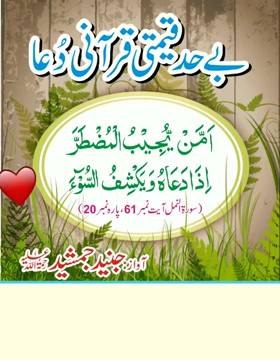 بے حد قیمتی قرآنی دُعا
اَمَّنْ يُّجِيْبُ الْمُضْطَرَّ
اِذَا دَعَاهُ وَيَكْشِفُ السُّوْٓءَ
(سورۃ النمل آیت نمبر 61، پارہ نمبر 20)
آواز: جنید جمشید رحمۃ اللہ علیہ